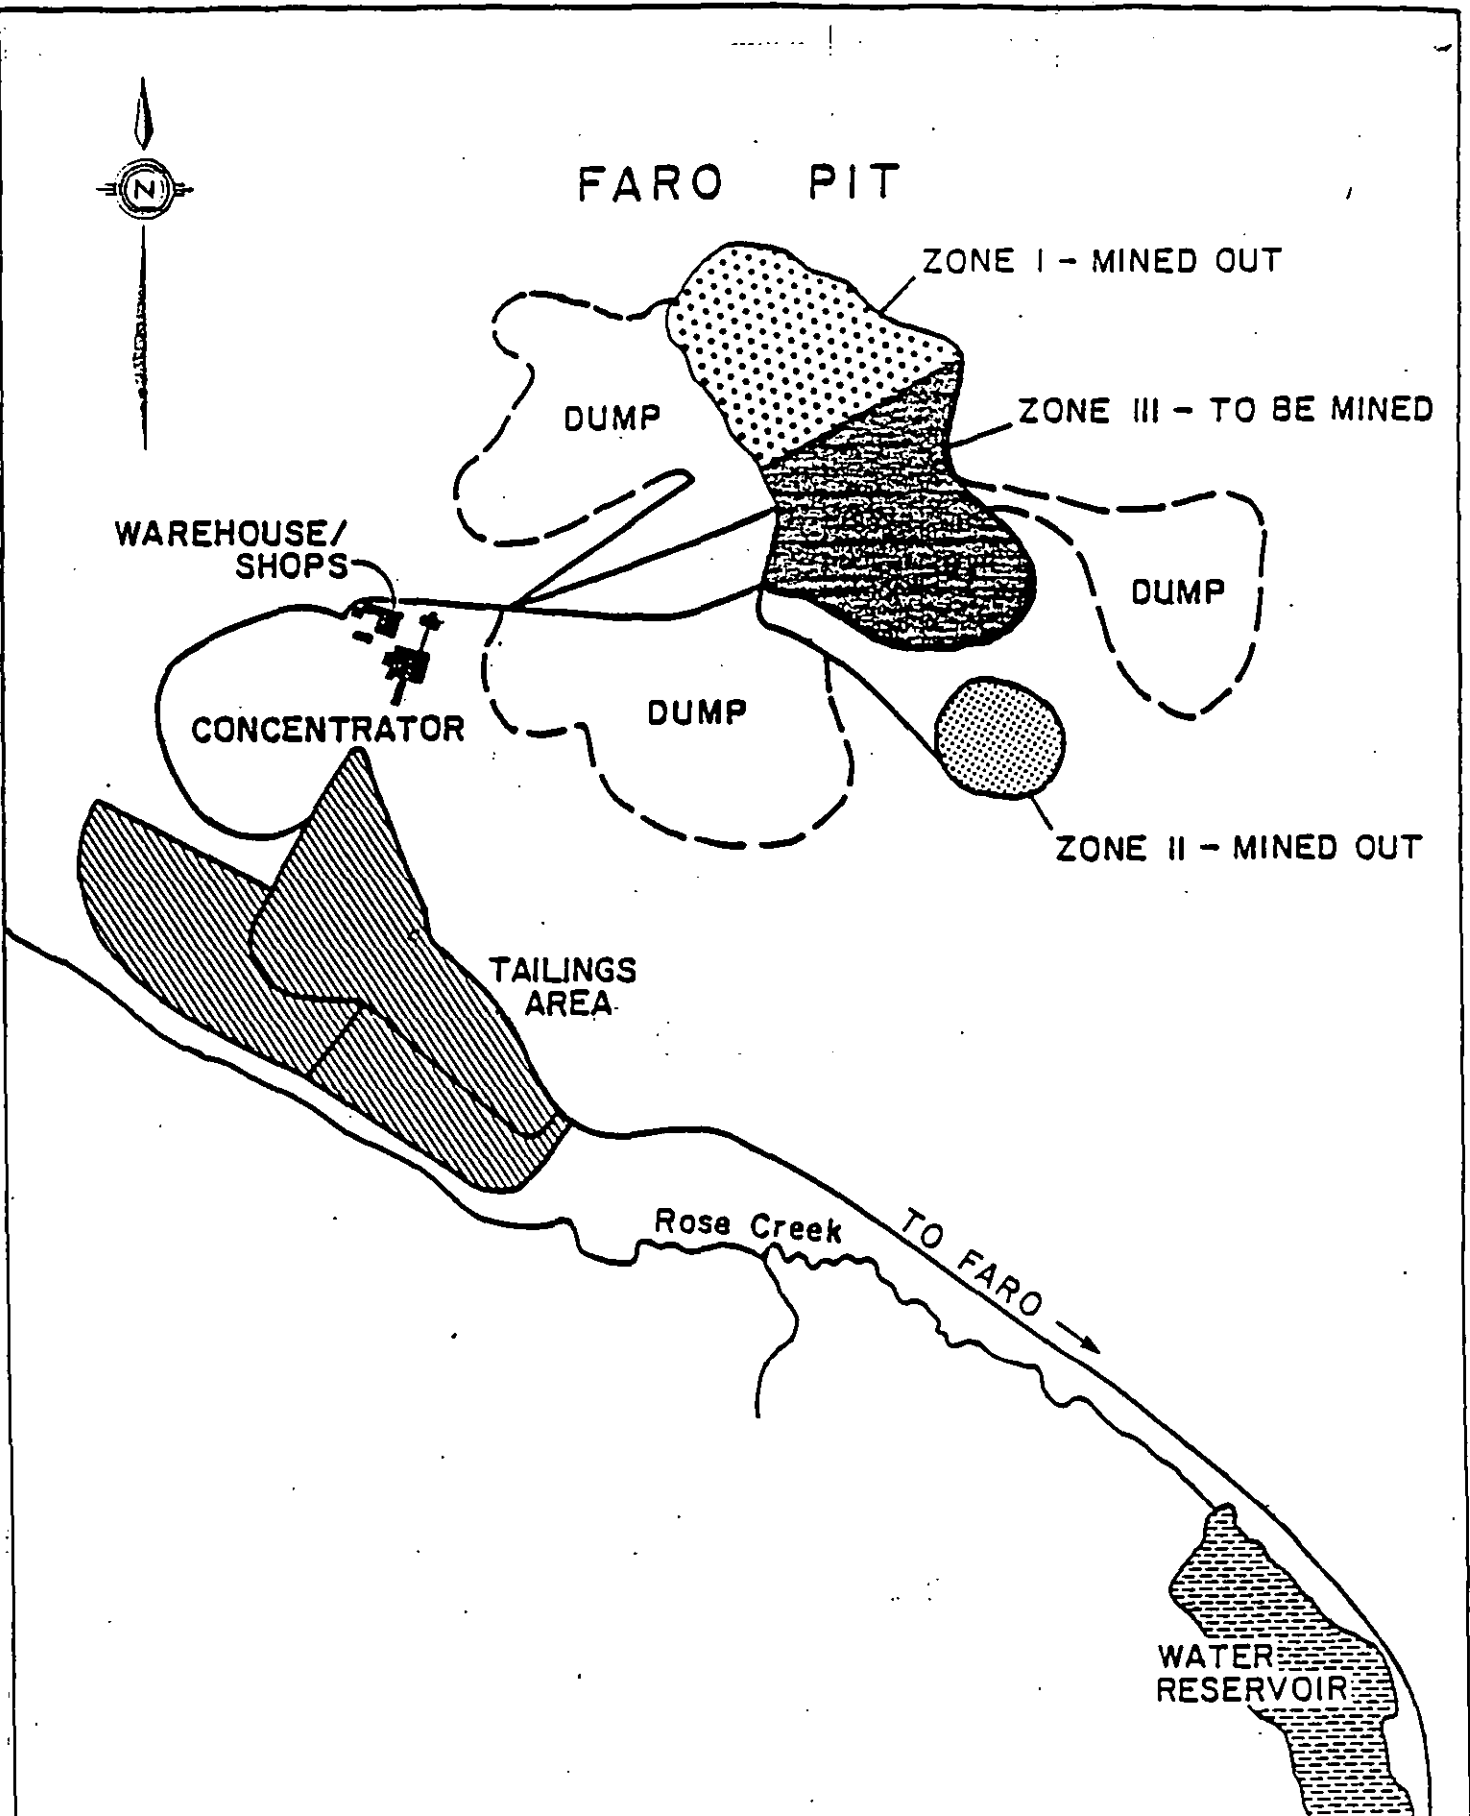 N
FARO PIT
ZONE I - MINED OUT
DUMP
ZONE III - TO BE MINED
WAREHOUSE/
SHOPS
DUMP
CONCENTRATOR
DUMP
ZONE II - MINED OUT
TAILINGS
AREA
Rose Creek
TO FARO
WATER
RESERVOIR